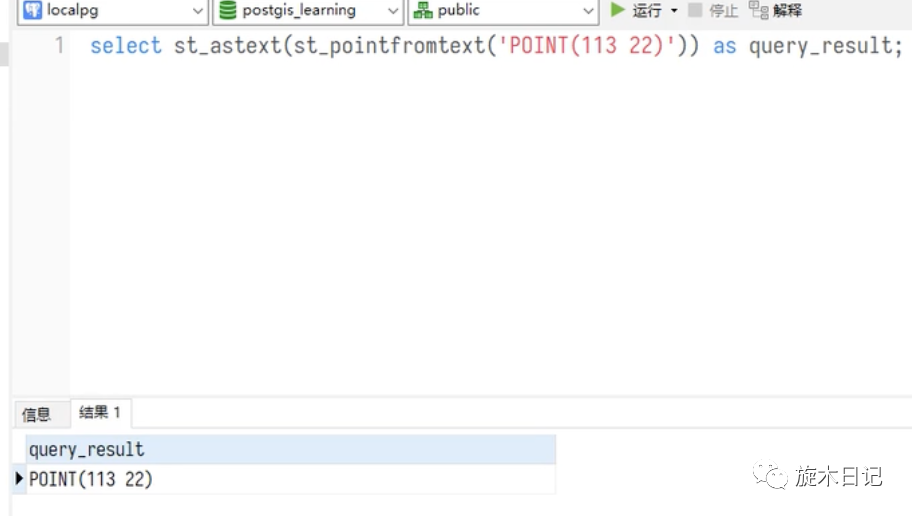 localpg postgis_learning public 运行 停止 解释
1 select st_astext(st_pointfromtext('POINT(113 22)')) as query_result;
信息 结果 1
query_result
POINT(113 22)
旋木日记